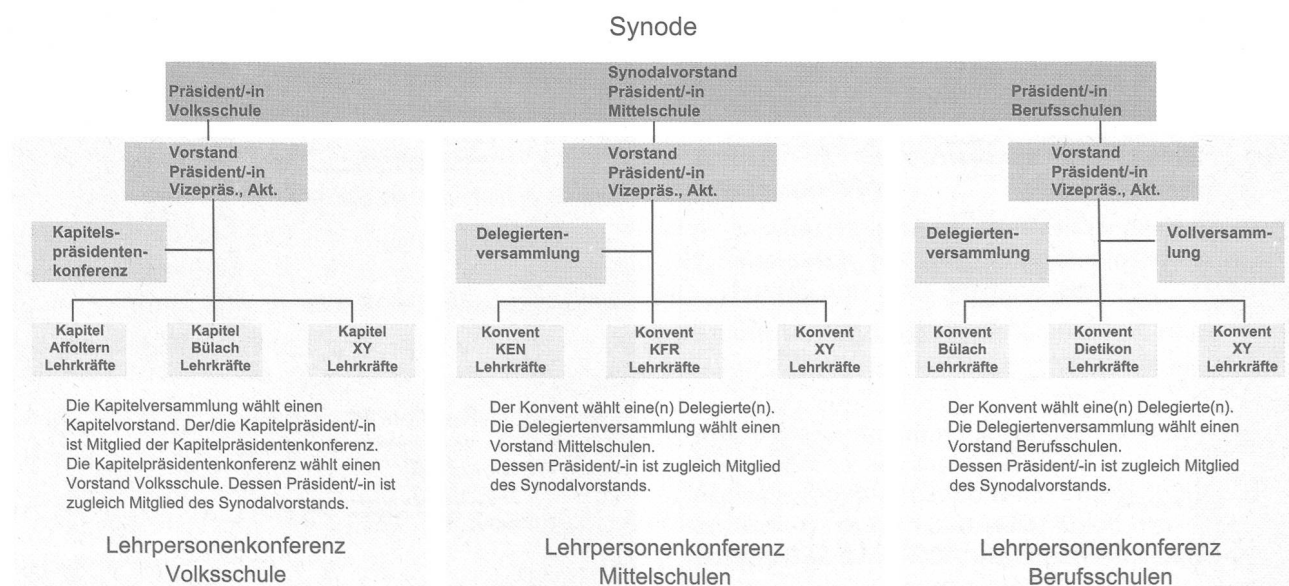 Synode
Präsident/-in
Volksschule
Synodalvorstand
Präsident/-in
Mittelschule
Präsident/-in
Berufsschulen
Vorstand
Präsident/-in
Vizepräs., Akt.
Vorstand
Präsident/-in
Vizepräs., Akt.
Vorstand
Präsident/-in
Vizepräs., Akt.
Kapitels-
präsidenten-
konferenz
Delegierten-
versammlung
Delegierten-
versammlung
Vollversamm-
lung
Kapitel
Affoltern
Lehrkräfte
Kapitel
Bülach
Lehrkräfte
Kapitel
XY
Lehrkräfte
Konvent
KEN
Lehrkräfte
Konvent
KFR
Lehrkräfte
Konvent
XY
Lehrkräfte
Konvent
Bülach
Lehrkräfte
Konvent
Dietikon
Lehrkräfte
Konvent
XY
Lehrkräfte
Die Kapitelversammlung wählt einen
Kapitelvorstand. Der/die Kapitelpräsident/-in
ist Mitglied der Kapitelpräsidentenkonferenz.
Die Kapitelpräsidentenkonferenz wählt einen
Vorstand Volksschule. Dessen Präsident/-in ist
zugleich Mitglied des Synodalvorstands.
Der Konvent wählt eine(n) Delegierte(n).
Die Delegiertenversammlung wählt einen
Vorstand Mittelschulen.
Dessen Präsident/-in ist zugleich Mitglied
des Synodalvorstands.
Der Konvent wählt eine(n) Delegierte(n).
Die Delegiertenversammlung wählt einen
Vorstand Berufsschulen.
Dessen Präsident/-in ist zugleich Mitglied
des Synodalvorstands.
Lehrpersonenkonferenz
Volksschule
Lehrpersonenkonferenz
Mittelschulen
Lehrpersonenkonferenz
Berufsschulen